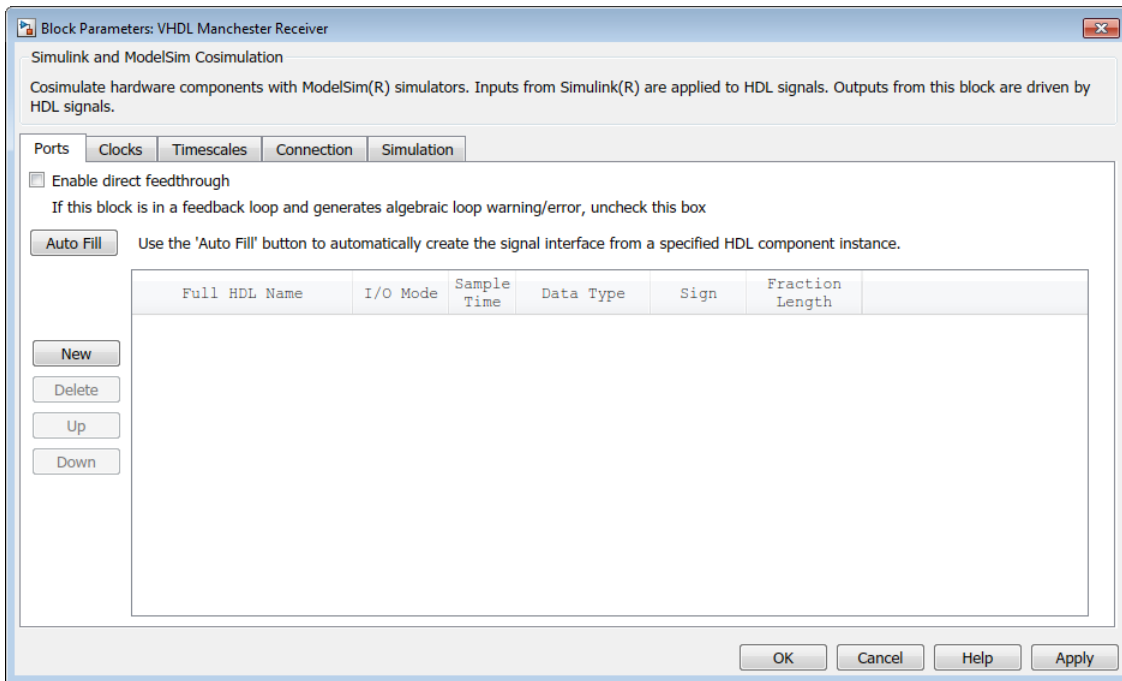 Block Parameters: VHDL Manchester Receiver
Simulink and ModelSim Cosimulation
Cosimulate hardware components with ModelSim(R) simulators. Inputs from Simulink(R) are applied to HDL signals. Outputs from this block are driven by
HDL signals.
Ports Clocks Timescales Connection Simulation
Enable direct feedthrough
If this block is in a feedback loop and generates algebraic loop warning/error, uncheck this box
Auto Fill Use the 'Auto Fill' button to automatically create the signal interface from a specified HDL component instance.
Full HDL Name I/O Mode Sample Time Data Type Sign Fraction Length
New
Delete
Up
Down
OK Cancel Help Apply